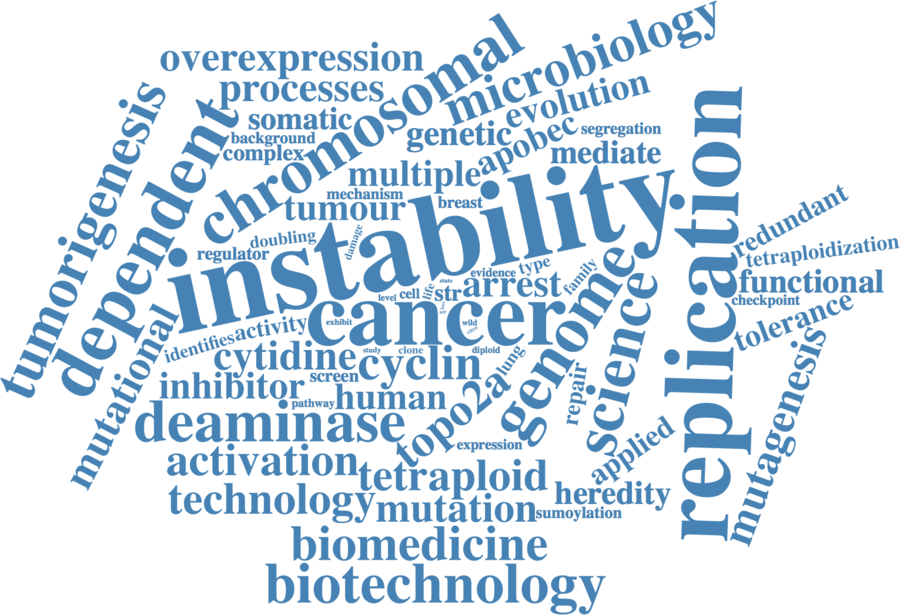 overexpression
processes
somatic
background
complex
chromosomal
microbiology
evolution
genetic
apobec
segregation
mediate
multiple
mechanism
tumour
breast
tumorigenesis
dependent
instability
replication
regulator
doubling
damage
redundant
tetraploidization
functional
checkpoint
tolerance
evidence
type
family
state
life
level
cell
str
arrest
cancer
exhibit
wild
genome
science
mutational
identifies
activity
cytidine
study
clone
cyclin
diploid
lung
screen
inhibitor
pathway
human
topo2a
repair
deaminase
expression
applied
mutagenesis
activation
tetraploid
heredity
technology
mutation
sumoylation
biomedicine
biotechnology